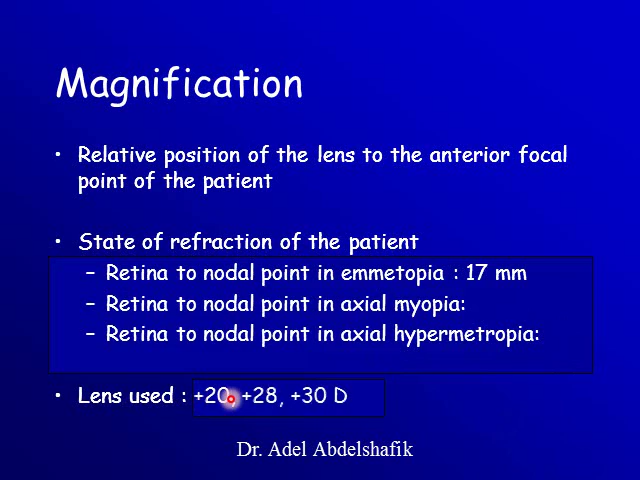 Magnification
• Relative position of the lens to the anterior focal
point of the patient
• State of refraction of the patient
– Retina to nodal point in emmetopia : 17 mm
– Retina to nodal point in axial myopia:
– Retina to nodal point in axial hypermetropia:
• Lens used : +20, +28, +30 D
Dr. Adel Abdelshafik